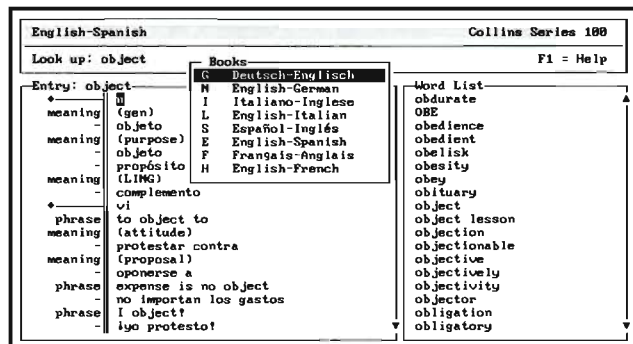 English-Spanish Collins Series 100
Look up: object F1 = Help
Books
G Deutsch-Englisch
N English-German
I Italiano-Inglese
L English-Italian
S Español-Inglés
E English-Spanish
F Frangais-Anglais
H English-French
Entry: object
n
meaning (gen)
- objeto
meaning (purpose)
- objeto
- propósito
meaning (LING)
- complemento
vi
phrase to object to
meaning (attitude)
- protestar contra
meaning (proposal)
- oponerse a
phrase expense is no object
- no importan los gastos
phrase I object!
- ¡yo protesto!
Word List
obdurate
OBE
obedience
obedient
obelisk
obesity
obey
obituary
object
object lesson
objection
objectionable
objective
objectively
objectivity
objector
obligation
obligatory